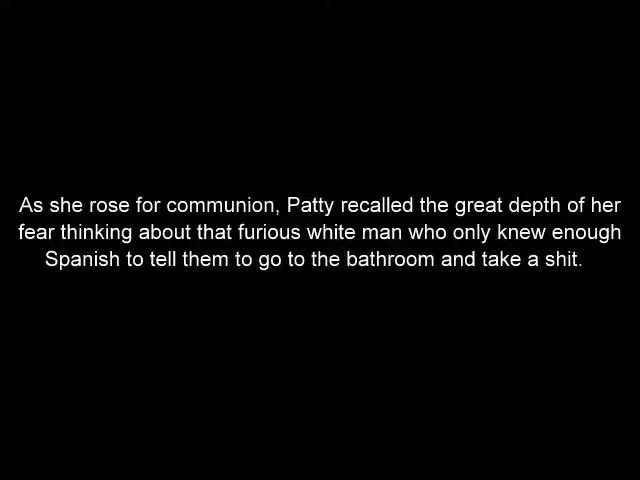 As she rose for communion, Patty recalled the great depth of her
fear thinking about that furious white man who only knew enough
Spanish to tell them to go to the bathroom and take a shit.